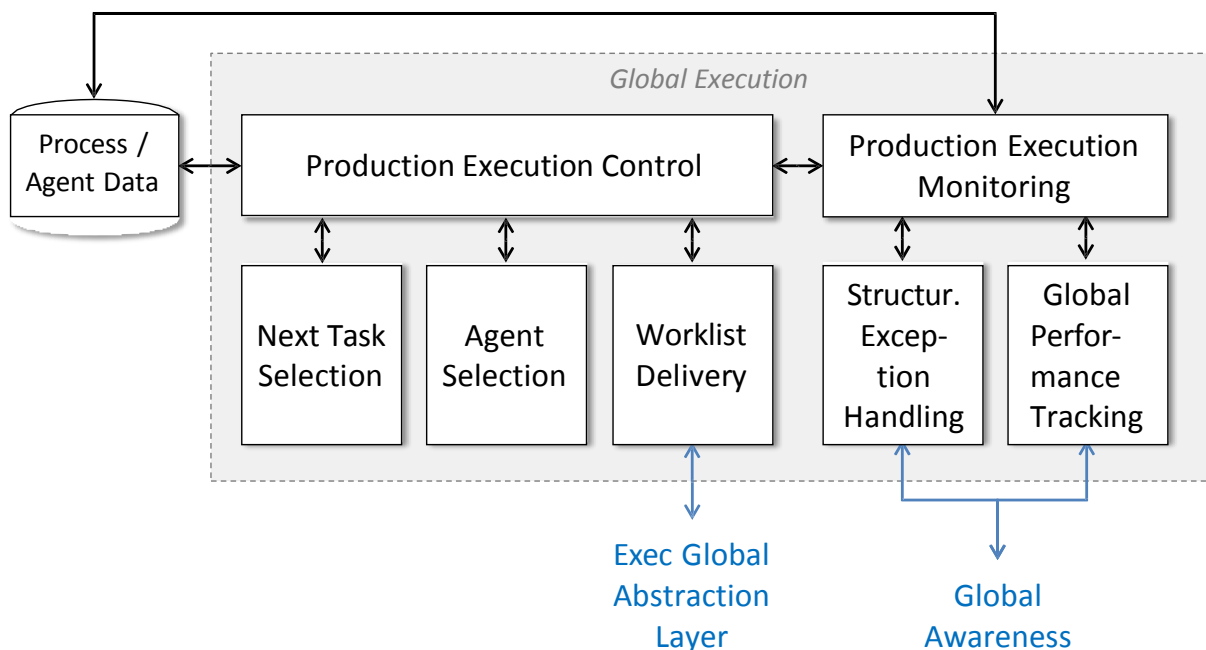 Global Execution
Process /
Agent Data
Production Execution Control
Production Execution
Monitoring
Next Task
Selection
Agent
Selection
Worklist
Delivery
Structur.
Excep-
tion
Handling
Global
Perfor-
mance
Tracking
Exec Global
Abstraction
Layer
Global
Awareness